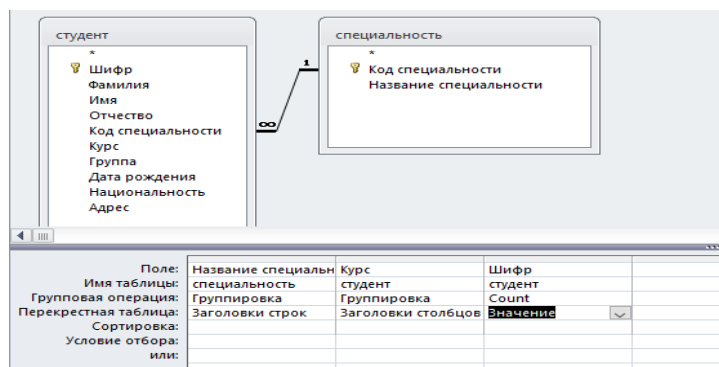 студент
*
Шифр
Фамилия
Имя
Отчество
Код специальности
Курс
Группа
Дата рождения
Национальность
Адрес
∞
1
специальность
*
Код специальности
Название специальности
Поле: Название специальн Курс Шифр
Имя таблицы: специальность студент студент
Групповая операция: Группировка Группировка Count
Перекрестная таблица: Заголовки строк Заголовки столбцов Значение
Сортировка:
Условие отбора:
или: